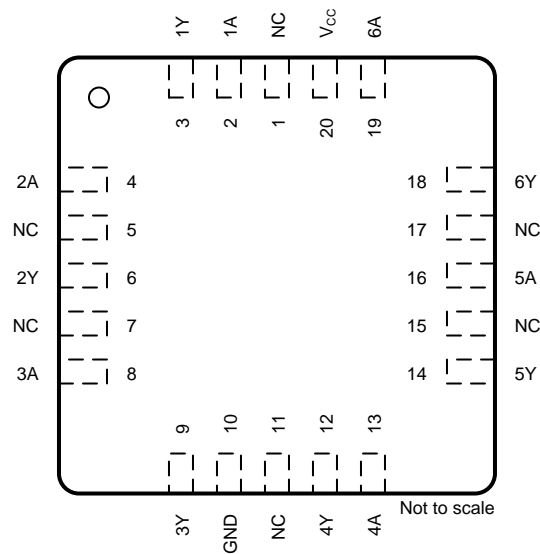 1Y 1A NC VCC 6A
3 2 1 20 19
2A 4 18 6Y
NC 5 17 NC
2Y 6 16 5A
NC 7 15 NC
3A 8 14 5Y
9 10 11 12 13
3Y GND NC 4Y 4A
Not to scale